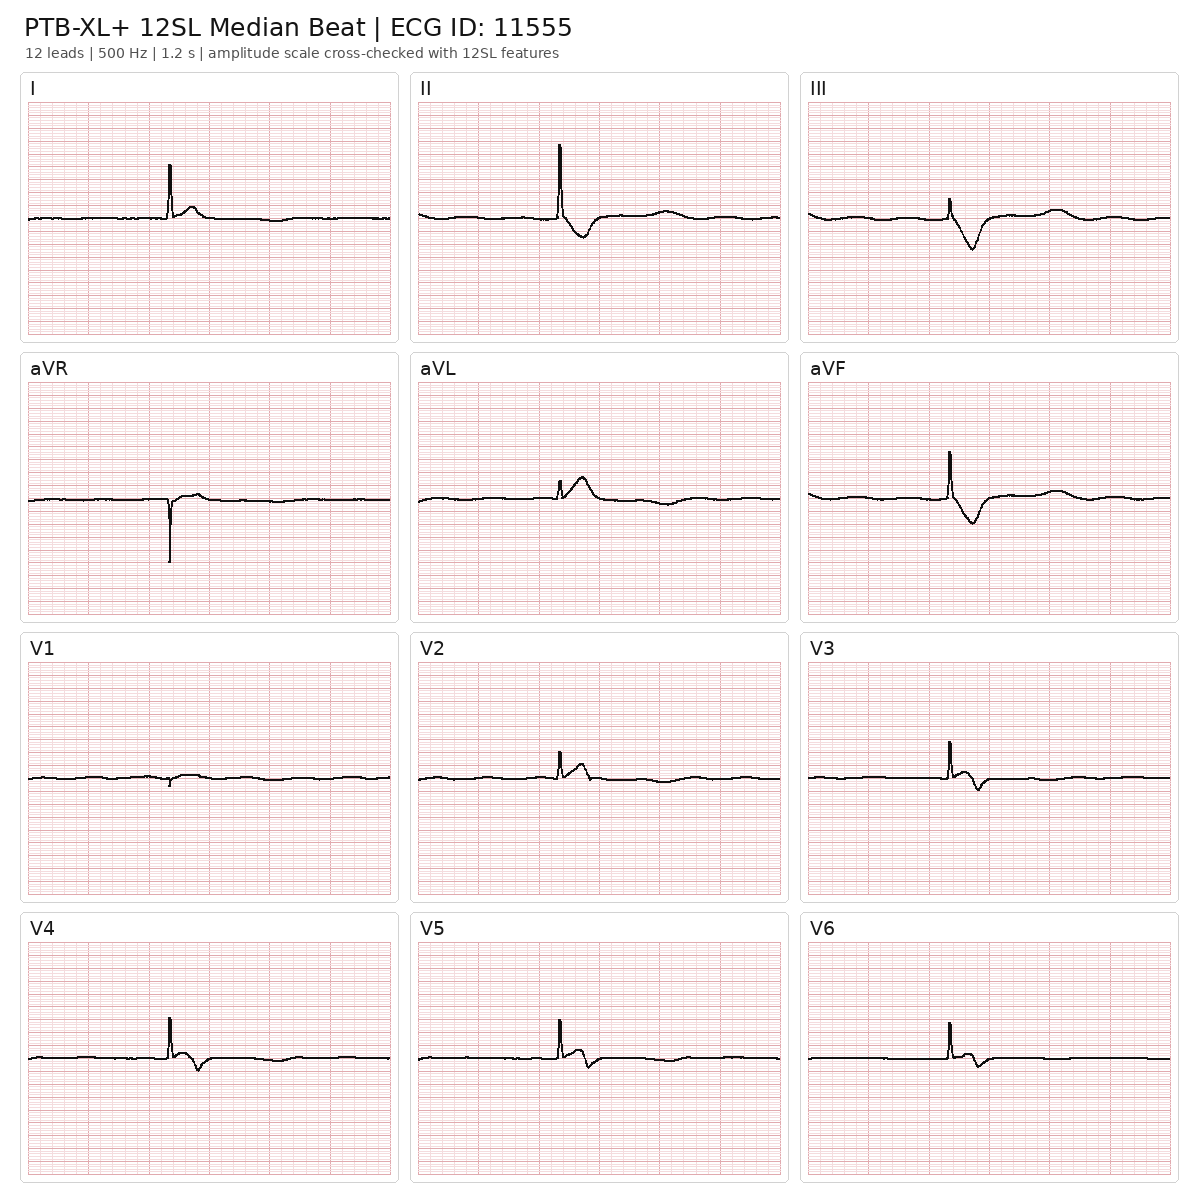 PTB-XL+ 12SL Median Beat | ECG ID: 11555
12 leads | 500 Hz | 1.2 s | amplitude scale cross-checked with 12SL features
I
II
III
aVR
aVL
aVF
V1
V2
V3
V4
V5
V6